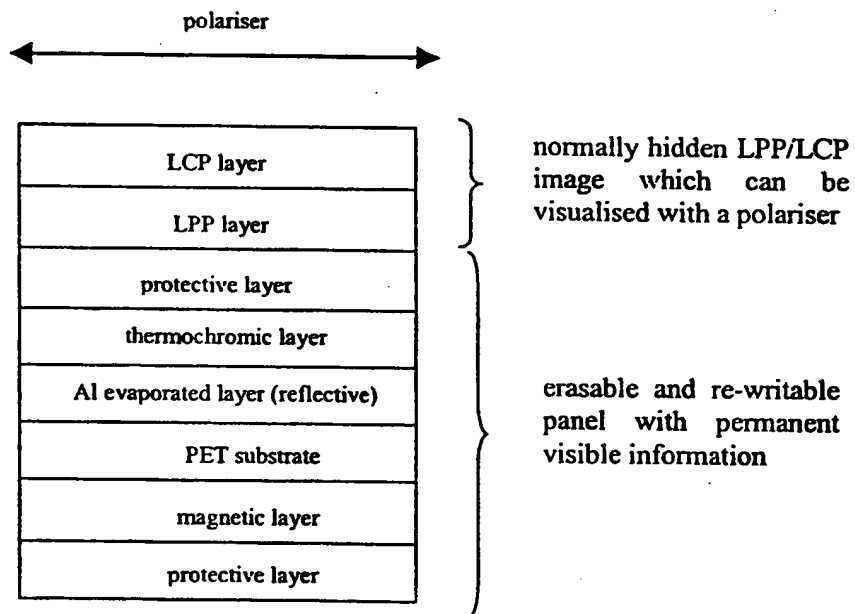 polariser
LCP layer
LPP layer
protective layer
thermochromic layer
Al evaporated layer (reflective)
PET substrate
magnetic layer
protective layer
normally hidden LPP/LCP
image which can be
visualised with a polariser
erasable and re-writable
panel with permanent
visible information